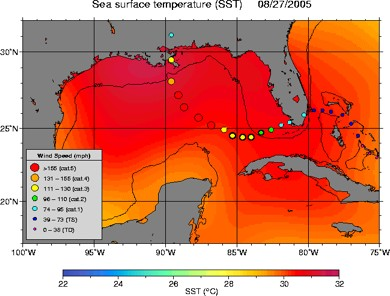 Sea surface temperature (SST) 08/27/2005
30°N
25°N
20°N
Wind Speed (mph)
>155 (cat.5)
131 – 155 (cat.4)
111 – 130 (cat.3)
96 – 110 (cat.2)
74 – 95 (cat.1)
39 – 73 (TS)
0 – 38 (TD)
100°W 95°W 90°W 85°W 80°W 75°W
22 24 26 28 30 32
SST (°C)